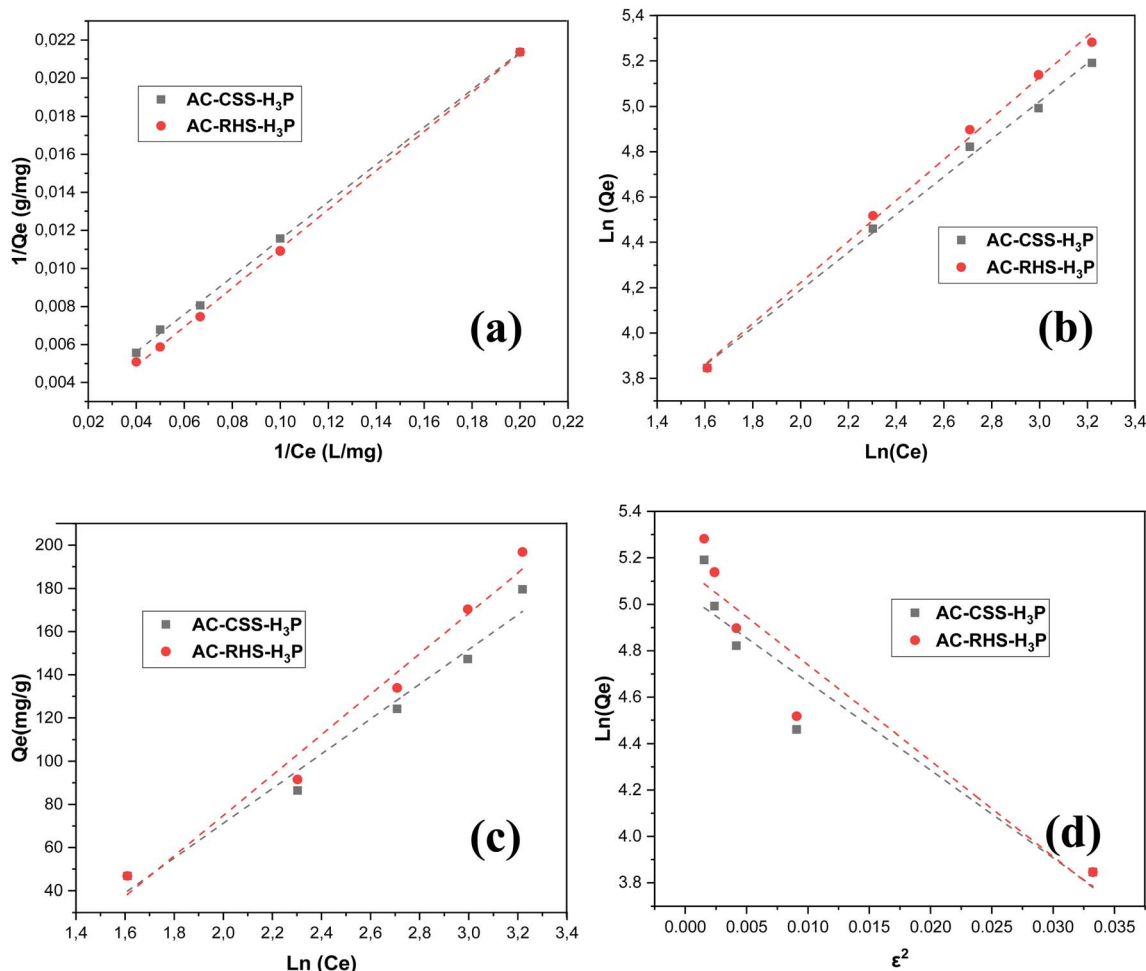 0,022
0,020
0,018
0,016
0,014
0,012
0,010
0,008
0,006
0,004
1/Qe (g/mg)
AC-CSS-H₃P
AC-RHS-H₃P
(a)
0,02 0,04 0,06 0,08 0,10 0,12 0,14 0,16 0,18 0,20 0,22
1/Ce (L/mg)
5,4
5.2
5.0
4.8
4.6
4.4
4,2
4.0
3.8
Ln (Qe)
AC-CSS-H₃P
AC-RHS-H₃P
(b)
1,4 1,6 1,8 2,0 2,2 2,4 2,6 2,8 3,0 3,2 3,4
Ln(Ce)
200
180
160
140
120
100
80
60
40
Qe(mg/g)
AC-CSS-H₃P
AC-RHS-H₃P
(c)
1,4 1,6 1,8 2,0 2,2 2,4 2,6 2,8 3,0 3,2 3,4
Ln (Ce)
5.4
5.2
5.0
4.8
4.6
4.4
4.2
4.0
3.8
Ln(Qe)
AC-CSS-H₃P
AC-RHS-H₃P
(d)
0.000 0.005 0.010 0.015 0.020 0.025 0.030 0.035
ε²